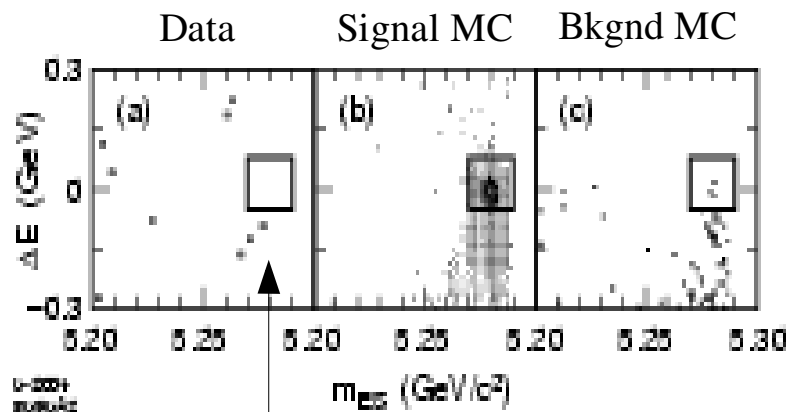 Data Signal MC Bkgnd MC
0.3
(a) (b) (c)
ΔE (GeV)
0
-0.3
5.20 5.25 5.20 5.25 5.20 5.25 5.30
m_ES (GeV/c²)